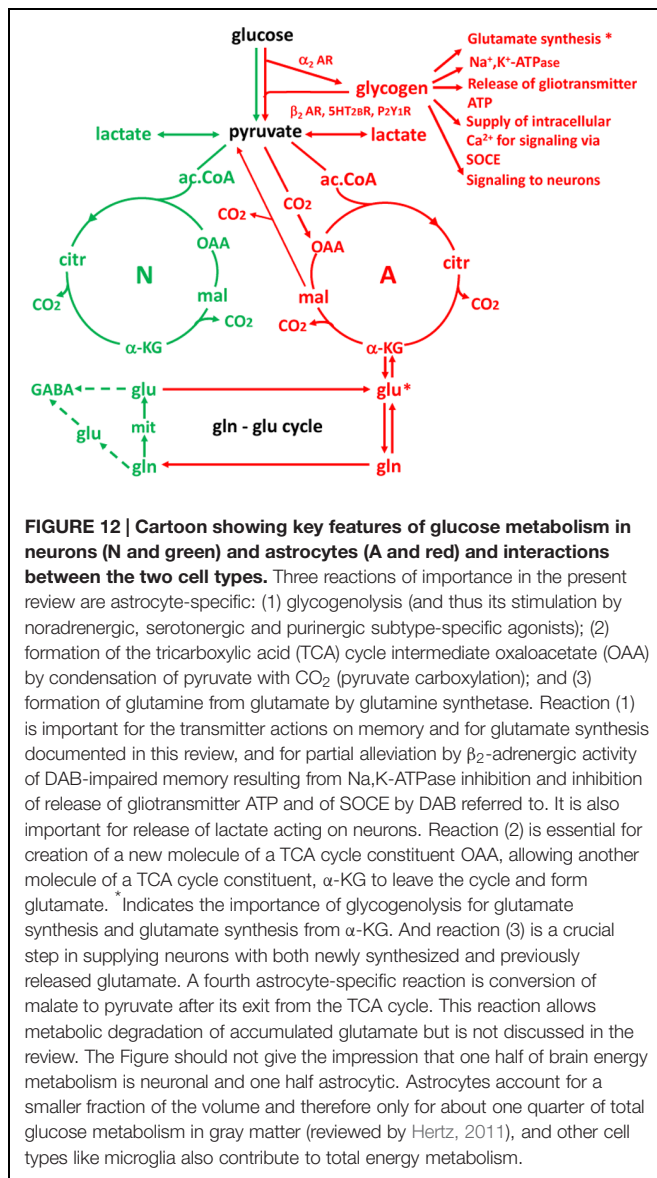 glucose
α2 AR
Glutamate synthesis *
Na+,K+-ATPase
glycogen
Release of gliotransmitter
ATP
β2 AR, 5HT2BR, P2Y1R
Supply of intracellular
Ca2+ for signaling via
SOCE
Signaling to neurons
lactate
pyruvate
lactate
ac.CoA
ac.CoA
CO2
CO2
OAA
OAA
citr
N
A
citr
mal
mal
CO2
CO2
CO2
CO2
α-KG
α-KG
GABA
glu
glu*
glu
mit
gln - glu cycle
gln
gln
FIGURE 12 | Cartoon showing key features of glucose metabolism in
neurons (N and green) and astrocytes (A and red) and interactions
between the two cell types. Three reactions of importance in the present
review are astrocyte-specific: (1) glycogenolysis (and thus its stimulation by
noradrenergic, serotonergic and purinergic subtype-specific agonists); (2)
formation of the tricarboxylic acid (TCA) cycle intermediate oxaloacetate (OAA)
by condensation of pyruvate with CO2 (pyruvate carboxylation); and (3)
formation of glutamine from glutamate by glutamine synthetase. Reaction (1)
is important for the transmitter actions on memory and for glutamate synthesis
documented in this review, and for partial alleviation by β2-adrenergic activity
of DAB-impaired memory resulting from Na,K-ATPase inhibition and inhibition
of release of gliotransmitter ATP and of SOCE by DAB referred to. It is also
important for release of lactate acting on neurons. Reaction (2) is essential for
creation of a new molecule of a TCA cycle constituent OAA, allowing another
molecule of a TCA cycle constituent, α-KG to leave the cycle and form
glutamate. *Indicates the importance of glycogenolysis for glutamate
synthesis and glutamate synthesis from α-KG. And reaction (3) is a crucial
step in supplying neurons with both newly synthesized and previously
released glutamate. A fourth astrocyte-specific reaction is conversion of
malate to pyruvate after its exit from the TCA cycle. This reaction allows
metabolic degradation of accumulated glutamate but is not discussed in the
review. The Figure should not give the impression that one half of brain energy
metabolism is neuronal and one half astrocytic. Astrocytes account for a
smaller fraction of the volume and therefore only for about one quarter of total
glucose metabolism in gray matter (reviewed by Hertz, 2011), and other cell
types like microglia also contribute to total energy metabolism.